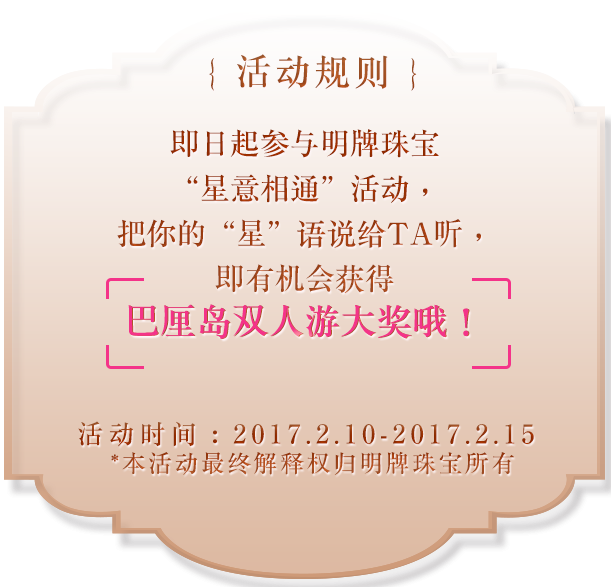 { 活动规则 }
即日起参与明牌珠宝
“星意相通”活动，
把你的“星”语说给TA听，
即有机会获得
巴厘岛双人游大奖哦！
活动时间：2017.2.10-2017.2.15
*本活动最终解释权归明牌珠宝所有